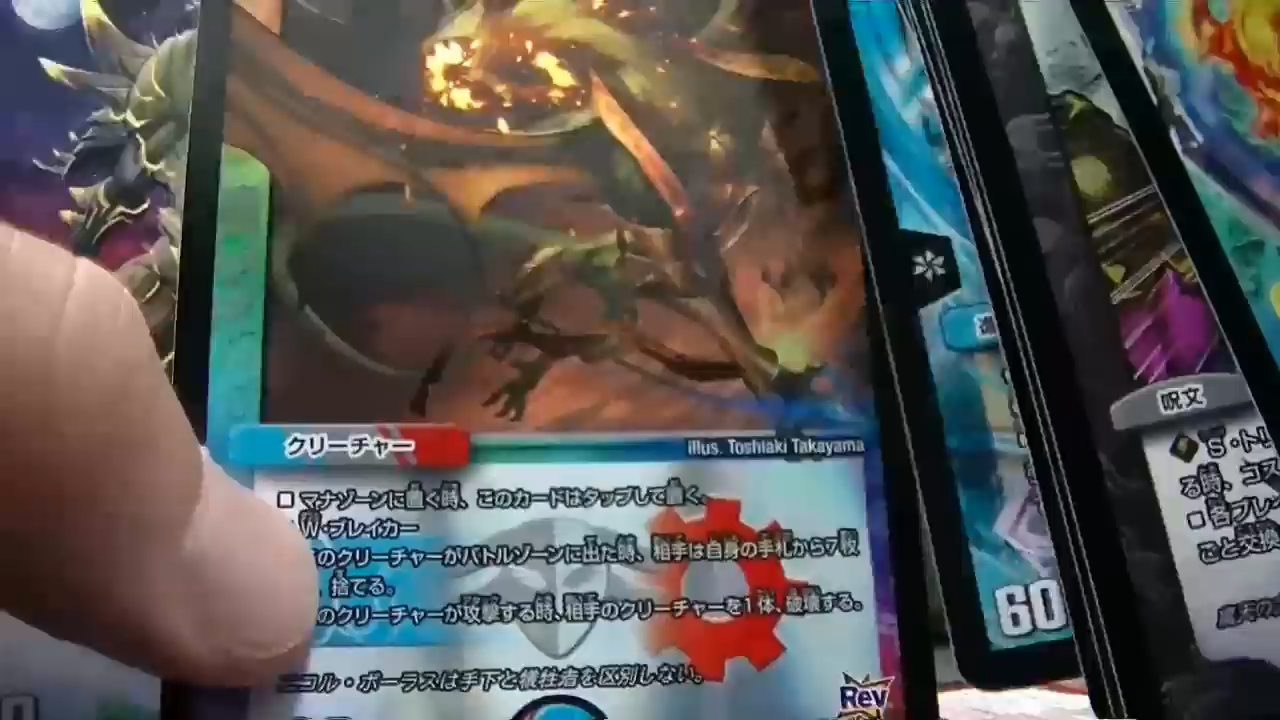 クリーチャー
illus. Toshiaki Takayama
■ マナゾーンに置く時、このカードはタップして置く。
W・ブレイカー
のクリーチャーがバトルゾーンに出た時、相手は自身の手札から7枚
捨てる。
のクリーチャーが攻撃する時、相手のクリーチャーを1体、破壊する。
ニコル・ボーラスは手下と犠牲者を区別しない。
Rev
進
60
呪文
S・ト
る時、コス
■ 各プレー
ごと交換